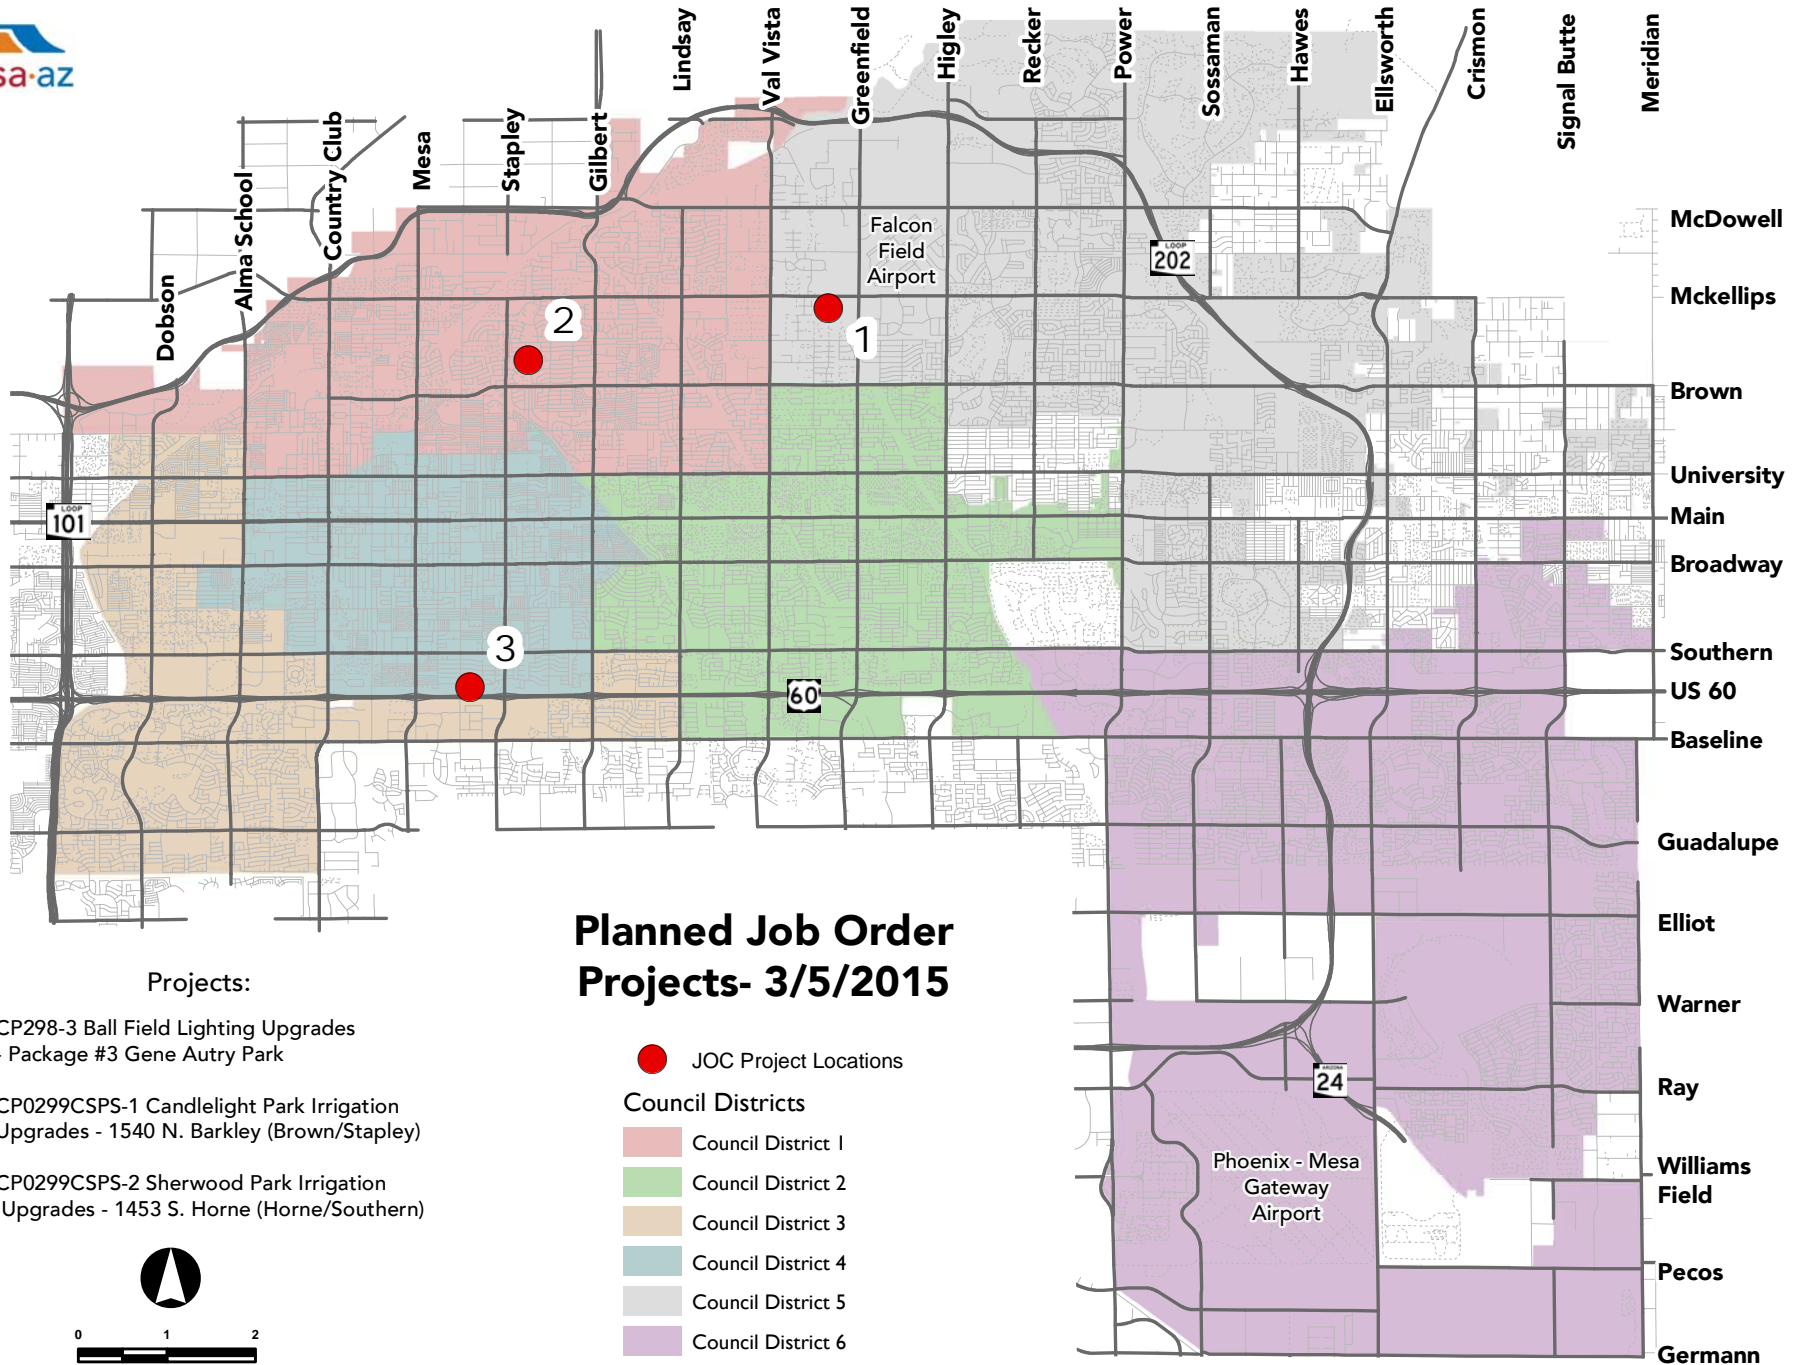 sa·az
Lindsay
Val Vista
Greenfield
Higley
Recker
Power
Sossaman
Hawes
Ellsworth
Crismon
Signal Butte
Meridian
Dobson
Alma School
Country Club
Mesa
Stapley
Gilbert
McDowell
Mckellips
Brown
University
Main
Broadway
Southern
US 60
Baseline
Guadalupe
Elliot
Warner
Ray
Williams
Field
Pecos
Germann
Falcon
Field
Airport
LOOP
202
LOOP
101
60
ARIZONA
24
1
2
3
Phoenix - Mesa
Gateway
Airport
Planned Job Order
Projects- 3/5/2015
JOC Project Locations
Council Districts
Council District 1
Council District 2
Council District 3
Council District 4
Council District 5
Council District 6
Projects:
CP298-3 Ball Field Lighting Upgrades
- Package #3 Gene Autry Park
CP0299CSPS-1 Candlelight Park Irrigation
Upgrades - 1540 N. Barkley (Brown/Stapley)
CP0299CSPS-2 Sherwood Park Irrigation
Upgrades - 1453 S. Horne (Horne/Southern)
0 1 2